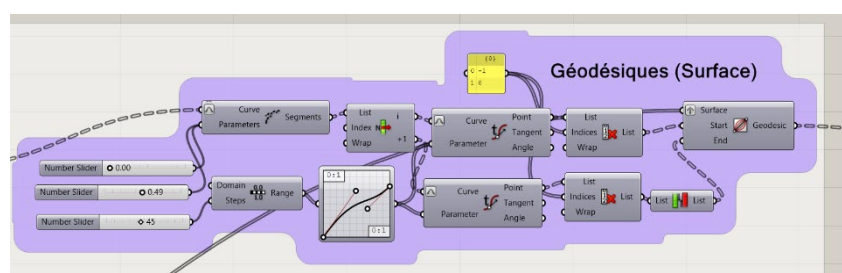 Géodésiques (Surface)
{0}
0 -1
1 0
Curve
Parameters
Segments
List
Index
Wrap
i
+1
Curve
Parameter
Point
Tangent
Angle
List
Indices
Wrap
List
Surface
Start
End
Geodesic
Number Slider
0.00
Number Slider
0.49
Number Slider
45
Domain
Steps
Range
0:1
0:1
Curve
Parameter
Point
Tangent
Angle
List
Indices
Wrap
List
List
List